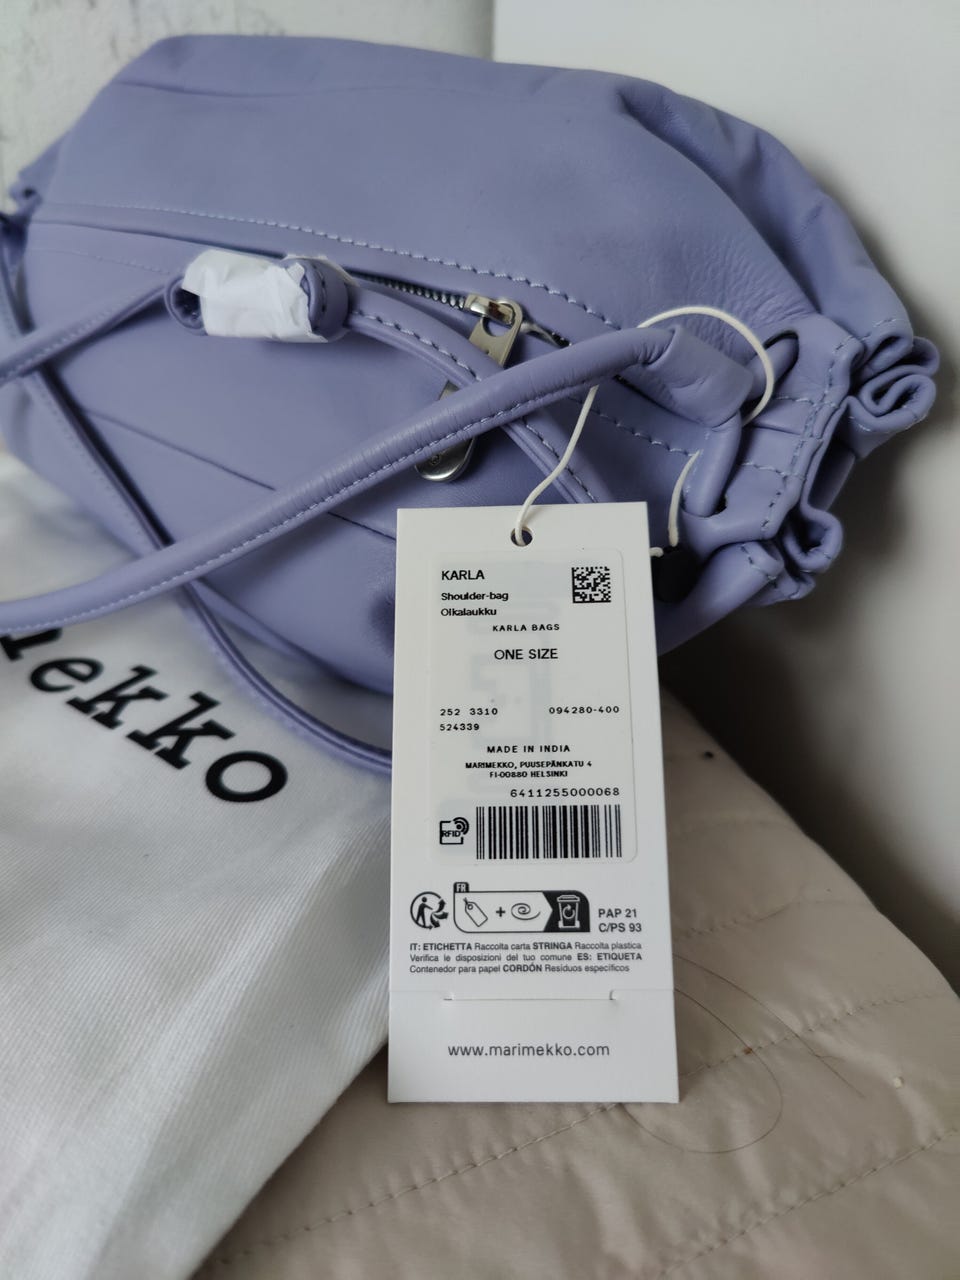 KARLA
Shoulder-bag
Olkalaukku
KARLA BAGS
ONE SIZE
252 3310 094280-400
524339
MADE IN INDIA
MARIMEKKO, PUUSEPÄNKATU 4
FI-00880 HELSINKI
6411255000068
RFID
FR
PAP 21
C/PS 93
IT: ETICHETTA Raccolta carta STRINGA Raccolta plastica
Verifica le disposizioni del tuo comune ES: ETIQUETA
Contenedor para papel CORDÓN Residuos específicos
www.marimekko.com
mekko